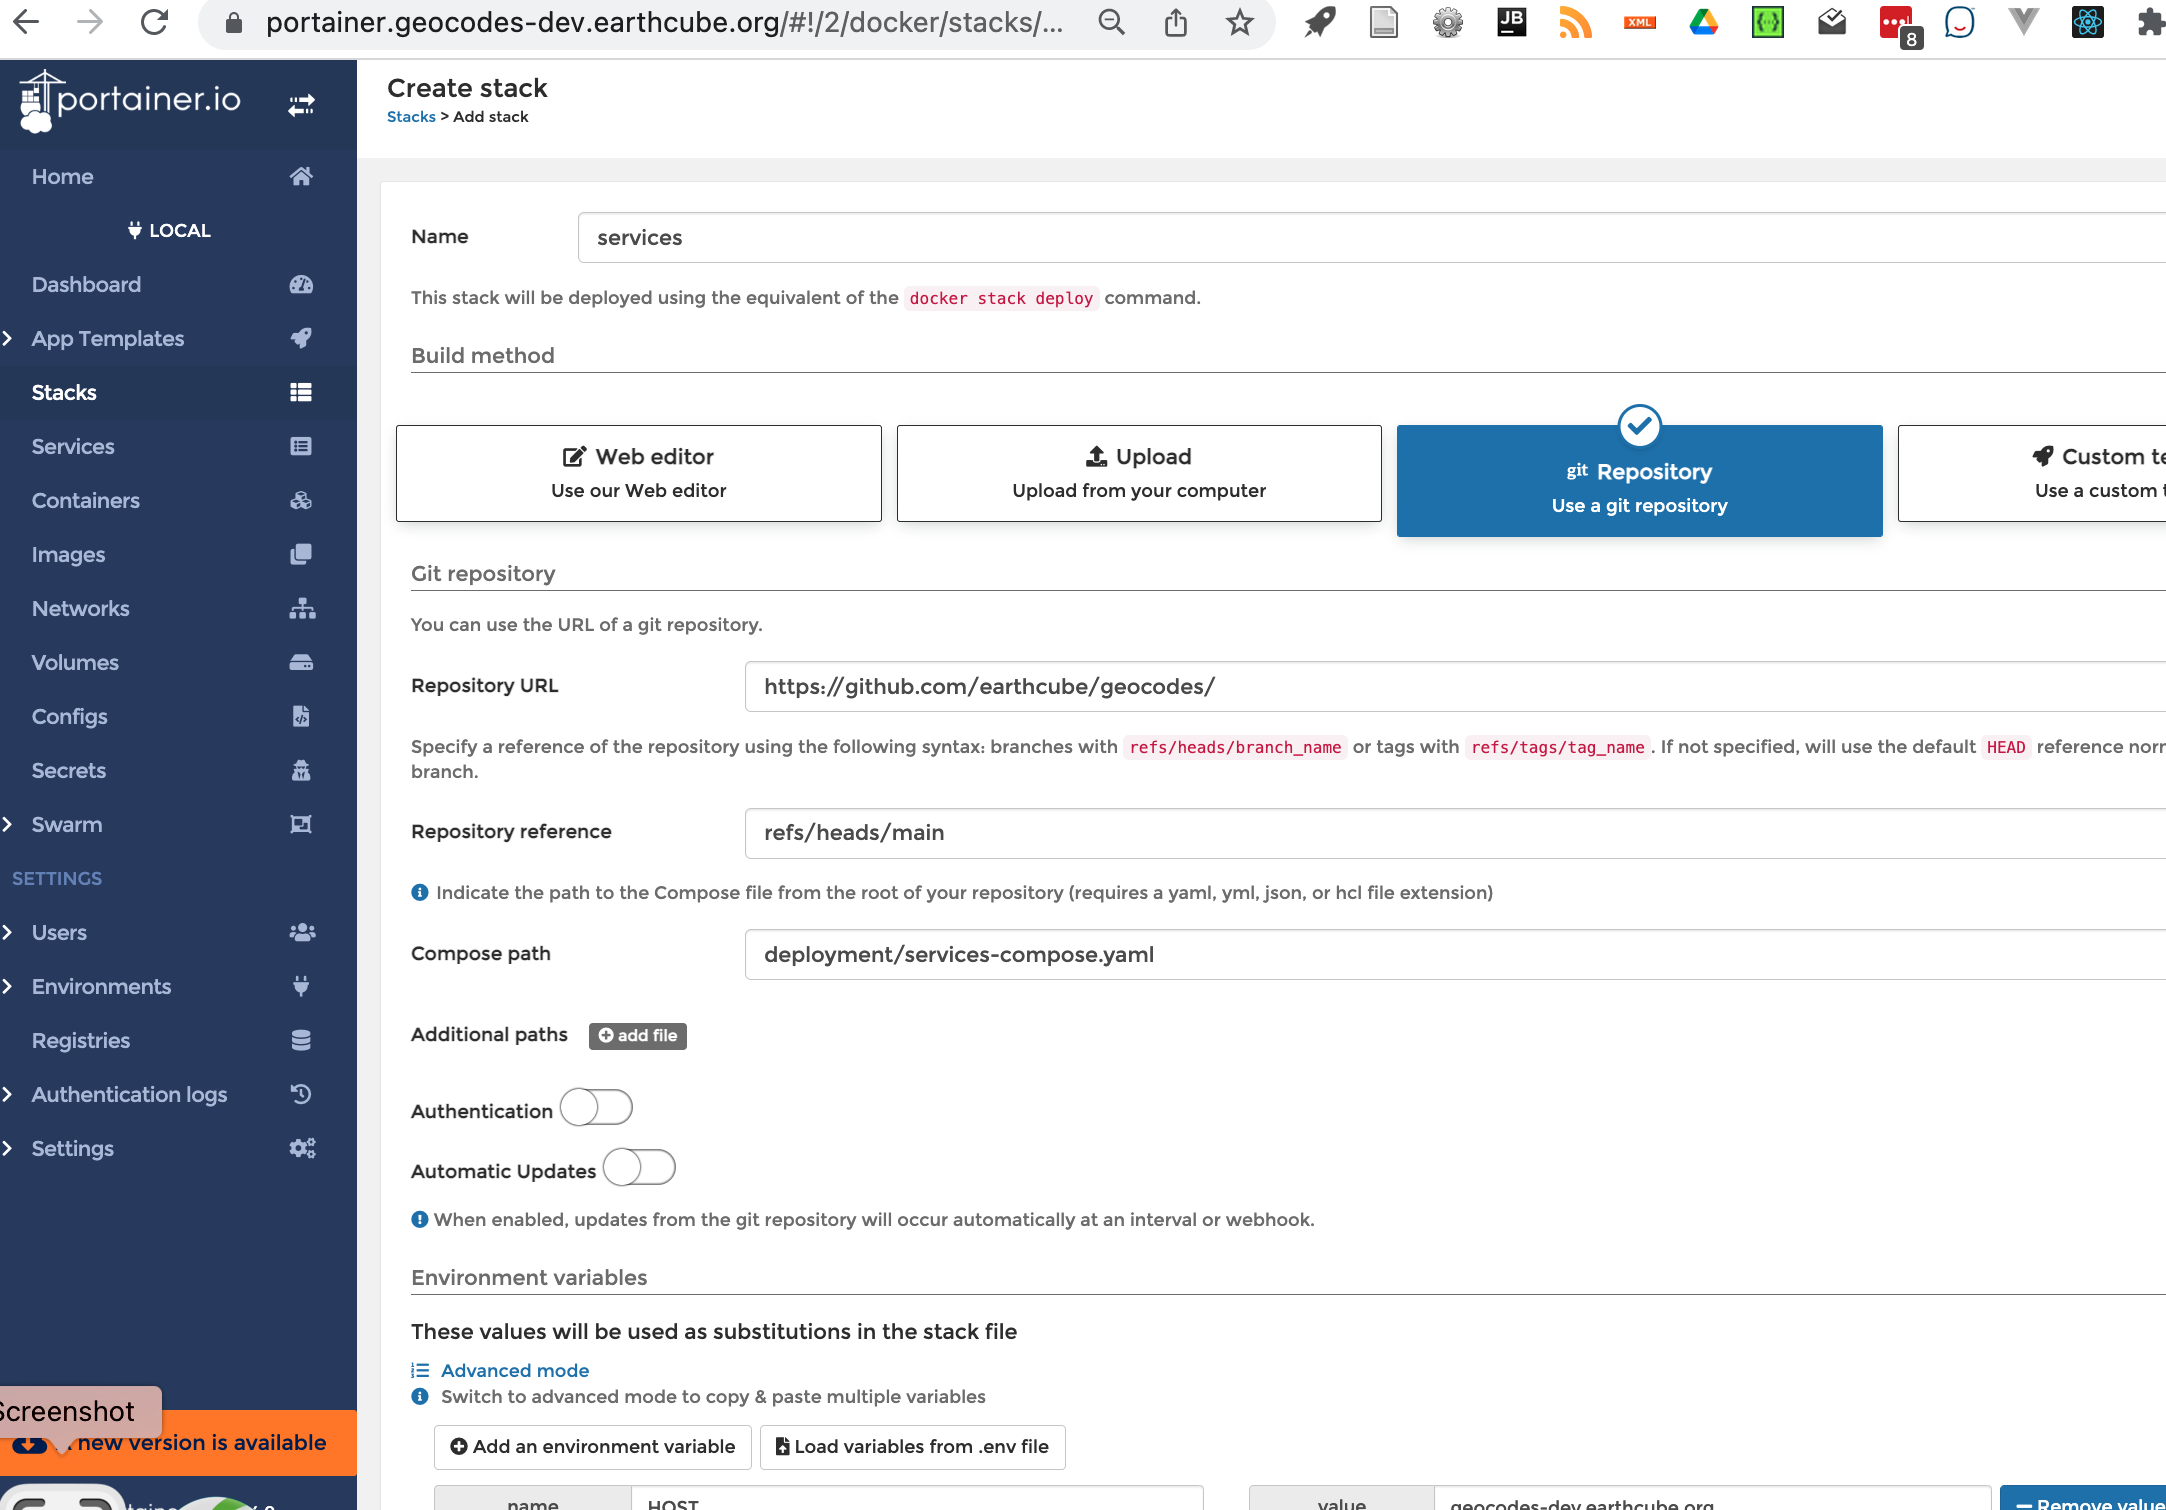 portainer.geocodes-dev.earthcube.org/#!/2/docker/stacks/...
JB
XML
8
portainer.io
Create stack
Stacks > Add stack
Home
LOCAL
Dashboard
App Templates
Stacks
Services
Containers
Images
Networks
Volumes
Configs
Secrets
Swarm
SETTINGS
Users
Environments
Registries
Authentication logs
Settings
Screenshot
new version is available
Name
services
This stack will be deployed using the equivalent of the docker stack deploy command.
Build method
Web editor
Use our Web editor
Upload
Upload from your computer
git Repository
Use a git repository
Custom te
Use a custom t
Git repository
You can use the URL of a git repository.
Repository URL
https://github.com/earthcube/geocodes/
Specify a reference of the repository using the following syntax: branches with refs/heads/branch_name or tags with refs/tags/tag_name. If not specified, will use the default HEAD reference norr
branch.
Repository reference
refs/heads/main
Indicate the path to the Compose file from the root of your repository (requires a yaml, yml, json, or hcl file extension)
Compose path
deployment/services-compose.yaml
Additional paths
add file
Authentication
Automatic Updates
When enabled, updates from the git repository will occur automatically at an interval or webhook.
Environment variables
These values will be used as substitutions in the stack file
Advanced mode
Switch to advanced mode to copy & paste multiple variables
Add an environment variable
Load variables from .env file
name
HOST
value
geocodes-dev.earthcube.org
Remove value